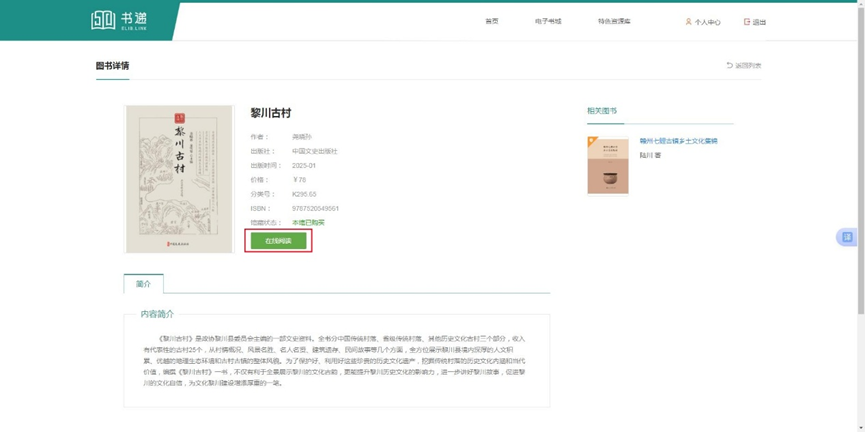 书递
ELIB LINK
首页
电子书城
特色资源库
个人中心
退出
图书详情
返回列表
黎川古村
黎川古村
作者：
出版社： 中国文史出版社
出版时间： 2025-01
价格： ￥78
分类号： K295.65
ISBN： 9787520549561
馆藏状态： 本馆已购买
在线阅读
相关图书
赣州七鲤古镇乡土文化集锦
陆川 著
简介
内容简介
《黎川古村》是政协黎川县委员会主编的一部文史资料。全书分中国传统村落、省级传统村落、其他历史文化古村三个部分，收入
有代表性的古村25个，从村情概况、风景名胜、名人名贤、建筑遗存、民间故事等几个方面，全方位展示黎川县境内深厚的人文积
累、优越的地理生态环境和古村古镇的整体风貌。为了保护好、利用好这些珍贵的历史文化遗产，挖掘传统村落的历史文化内涵和当代
价值，编辑《黎川古村》一书，不仅有利于全景展示黎川的文化古韵，更能提升黎川历史文化的影响力，进一步讲好黎川故事，促进黎
川的文化自信，为文化黎川建设增添厚重的一笔。
译